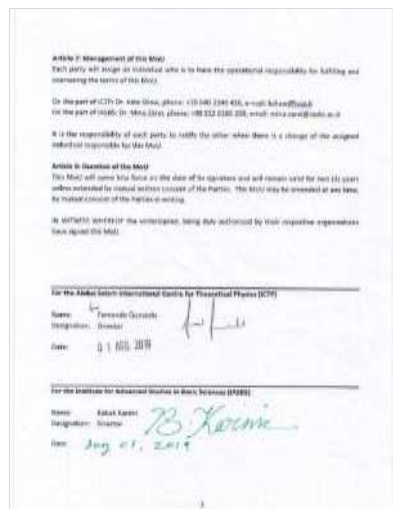 Article 7: Management of this MoU
Each party will assign an individual who is to have the operational responsibility for fulfilling and
maintaining the terms of this MoU.
On the part of ICTP: Dr. phone: e-mail:
On the part of IASBS: Dr. phone: email:
It is the responsibility of each party to notify the other when there is a change of the assigned
individual responsible for this MoU.
Article 8: Duration of the MoU
This MoU will come into force on the date of its signature and will remain valid for years
unless extended by mutual written consent of the Parties. This MoU may be amended at any time,
by mutual consent of the Parties in writing.
IN WITNESS WHEREOF the undersigned, being duly authorized by their respective organizations
have signed this MoU.
For the Abdus Salam International Centre for Theoretical Physics (ICTP)
Name: Fernando Quevedo
Designation: Director
Date: 0 1 AUG. 2019
For the Institute for Advanced Studies in Basic Sciences (IASBS)
Name: Babak Karimi
Designation: Director
B. Karimi
Date: Aug 01, 2019